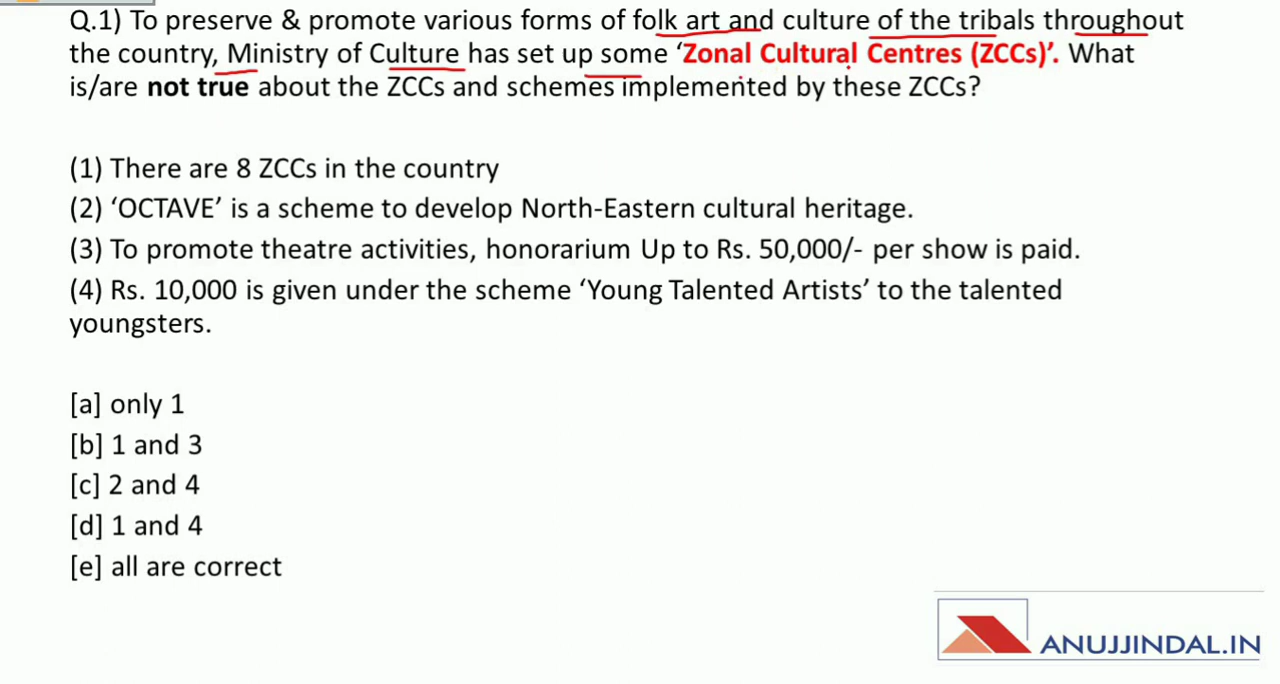 Q.1) To preserve & promote various forms of folk art and culture of the tribals throughout
the country, Ministry of Culture has set up some ‘Zonal Cultural Centres (ZCCs)’. What
is/are not true about the ZCCs and schemes implemented by these ZCCs?
(1) There are 8 ZCCs in the country
(2) ‘OCTAVE’ is a scheme to develop North-Eastern cultural heritage.
(3) To promote theatre activities, honorarium Up to Rs. 50,000/- per show is paid.
(4) Rs. 10,000 is given under the scheme ‘Young Talented Artists’ to the talented
youngsters.
[a] only 1
[b] 1 and 3
[c] 2 and 4
[d] 1 and 4
[e] all are correct
ANUJJINDAL.IN